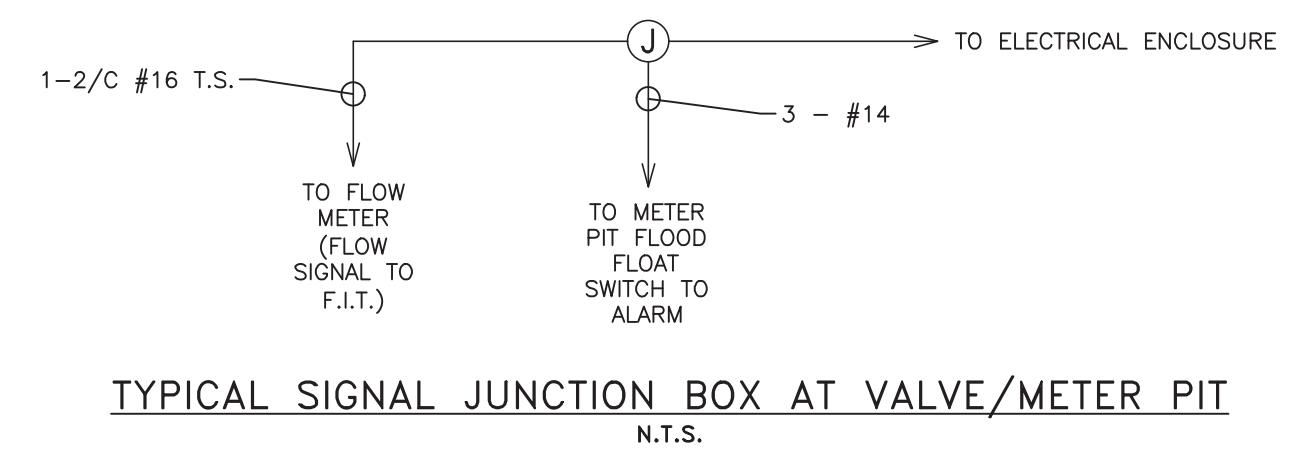 J
TO ELECTRICAL ENCLOSURE
1-2/C #16 T.S.
3 - #14
TO FLOW
METER
(FLOW
SIGNAL TO
F.I.T.)
TO METER
PIT FLOOD
FLOAT
SWITCH TO
ALARM
TYPICAL SIGNAL JUNCTION BOX AT VALVE/METER PIT
N.T.S.